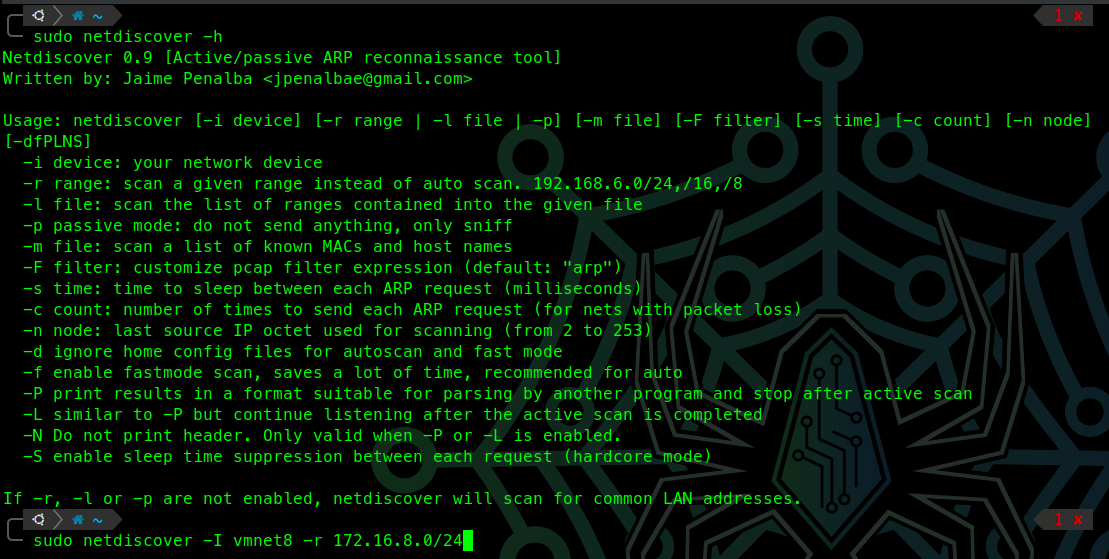 ~ 1 ✘
sudo netdiscover -h
Netdiscover 0.9 [Active/passive ARP reconnaissance tool]
Written by: Jaime Penalba <jpenalbae@gmail.com>
Usage: netdiscover [-i device] [-r range | -l file | -p] [-m file] [-F filter] [-s time] [-c count] [-n node]
[-dfPLNS]
-i device: your network device
-r range: scan a given range instead of auto scan. 192.168.6.0/24,/16,/8
-l file: scan the list of ranges contained into the given file
-p passive mode: do not send anything, only sniff
-m file: scan a list of known MACs and host names
-F filter: customize pcap filter expression (default: "arp")
-s time: time to sleep between each ARP request (milliseconds)
-c count: number of times to send each ARP request (for nets with packet loss)
-n node: last source IP octet used for scanning (from 2 to 253)
-d ignore home config files for autoscan and fast mode
-f enable fastmode scan, saves a lot of time, recommended for auto
-P print results in a format suitable for parsing by another program and stop after active scan
-L similar to -P but continue listening after the active scan is completed
-N Do not print header. Only valid when -P or -L is enabled.
-S enable sleep time suppression between each request (hardcore mode)
If -r, -l or -p are not enabled, netdiscover will scan for common LAN addresses.
~ 1 ✘
sudo netdiscover -I vmnet8 -r 172.16.8.0/24